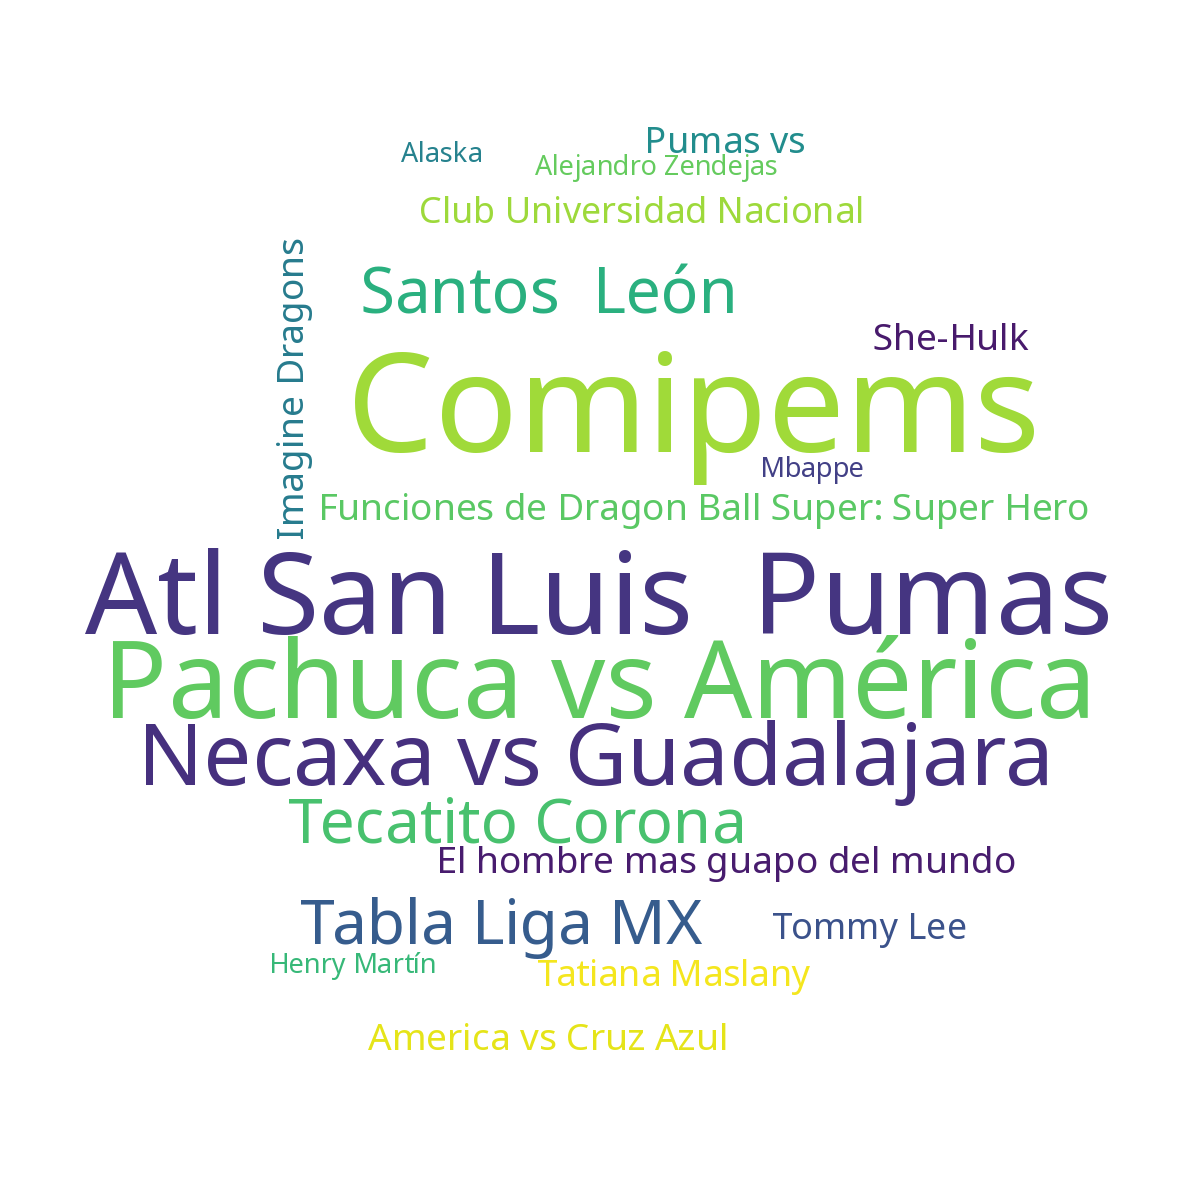 Pumas vs
Alaska
Alejandro Zendejas
Club Universidad Nacional
Imagine Dragons
Santos  León
She-Hulk
Comipems
Mbappe
Funciones de Dragon Ball Super: Super Hero
Atl San Luis  Pumas
Pachuca vs América
Necaxa vs Guadalajara
Tecatito Corona
El hombre mas guapo del mundo
Tabla Liga MX
Tommy Lee
Henry Martín
Tatiana Maslany
America vs Cruz Azul